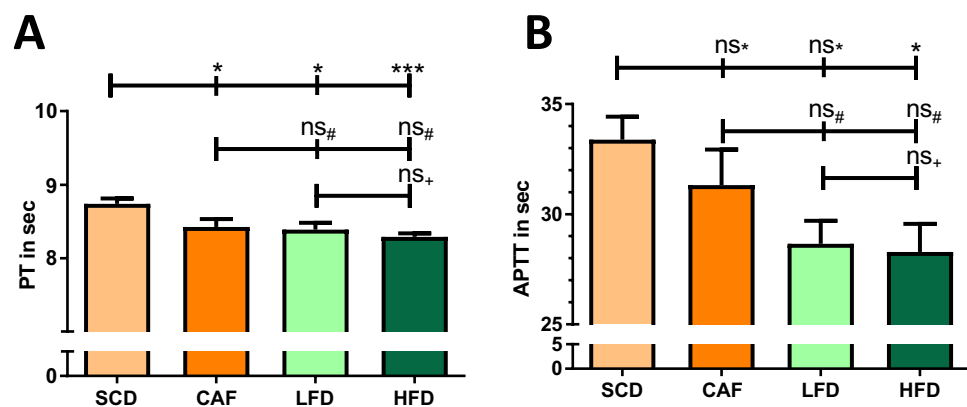 A
* * ***
ns# ns#
ns+
10
9
8
0
PT in sec
SCD CAF LFD HFD
B
ns* ns* *
ns# ns#
ns+
35
30
25
5
0
APTT in sec
SCD CAF LFD HFD